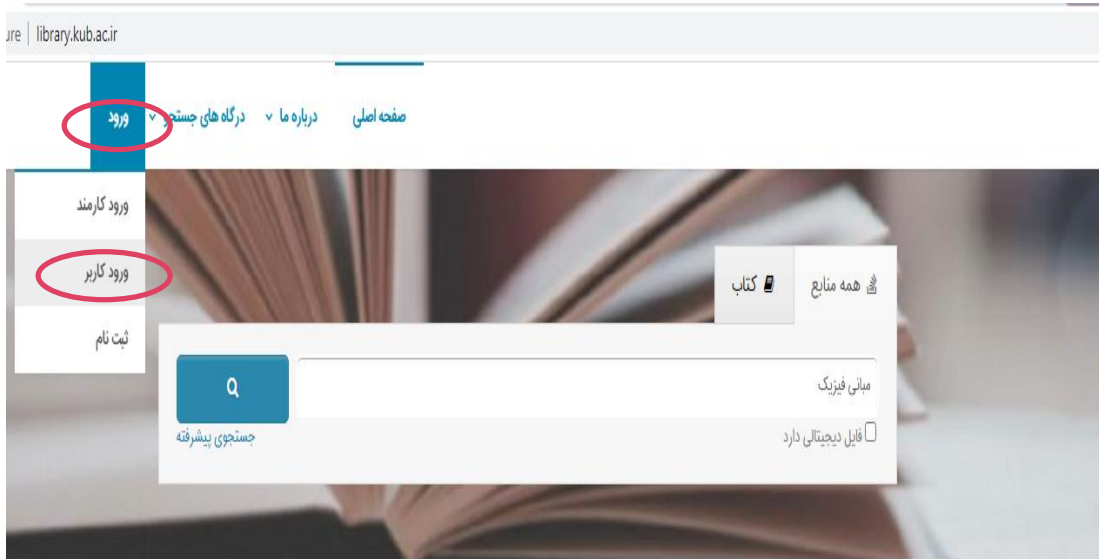 ure | library.kub.ac.ir
صفحه اصلی درباره ما درگاه های جستجو ورود
ورود کارمند
ورود کاربر
ثبت نام
همه منابع کتاب
مبانی فیزیک
فایل دیجیتالی دارد
جستجوی پیشرفته